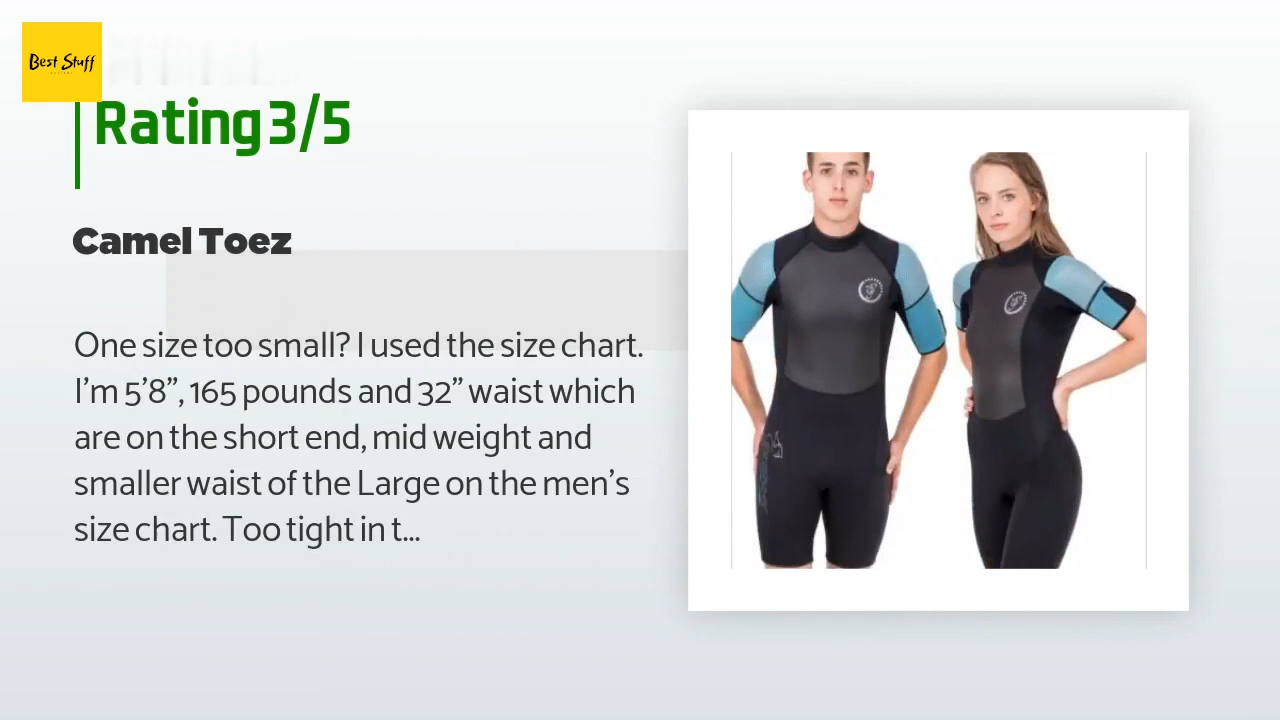 Best Stuff
Rating 3/5
Camel Toez
One size too small? I used the size chart.
I'm 5'8", 165 pounds and 32" waist which
are on the short end, mid weight and
smaller waist of the Large on the men's
size chart. Too tight in t...